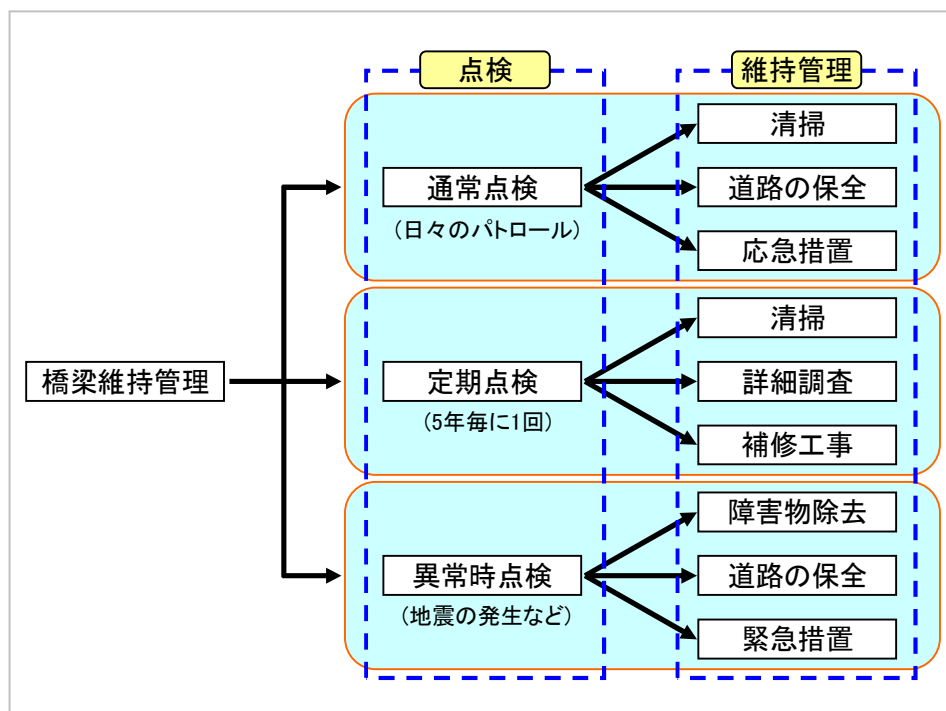 点検
維持管理
橋梁維持管理
通常点検
(日々のパトロール)
清掃
道路の保全
応急措置
定期点検
(5年毎に1回)
清掃
詳細調査
補修工事
異常時点検
(地震の発生など)
障害物除去
道路の保全
緊急措置